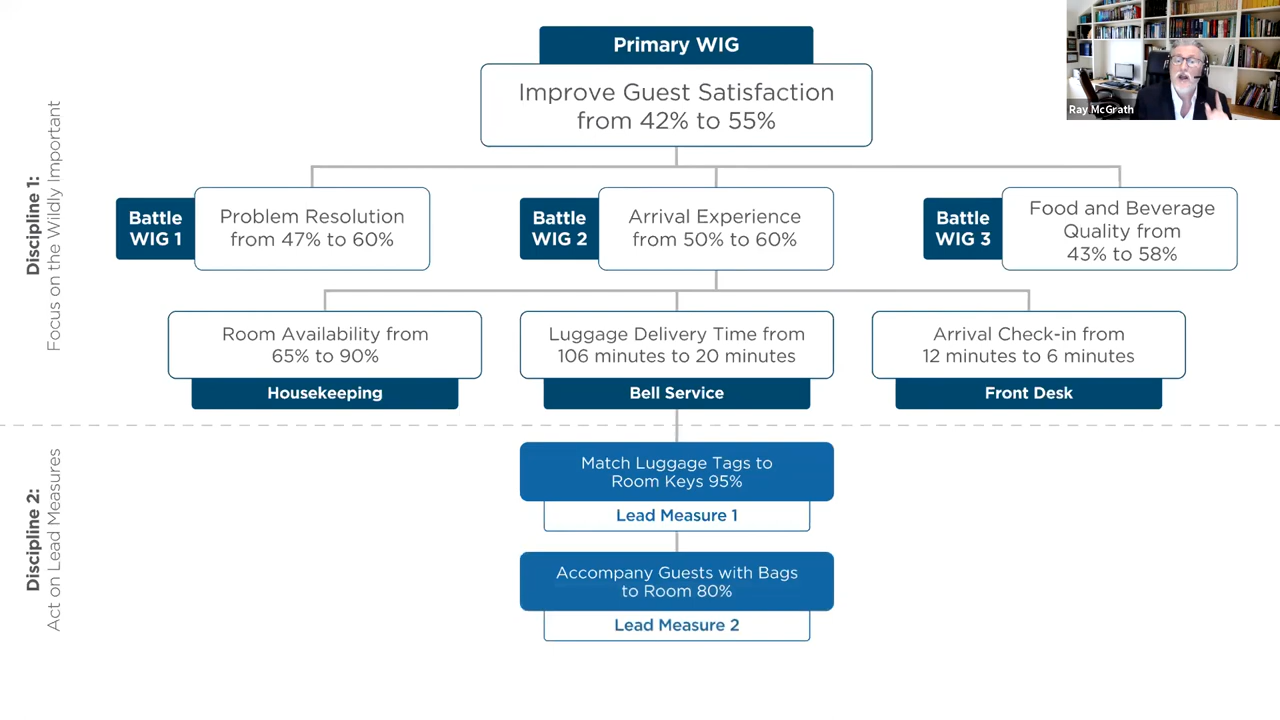 Primary WIG
Improve Guest Satisfaction
from 42% to 55%
Ray McGrath
Discipline 1:
Focus on the Wildly Important
Battle
WIG 1
Problem Resolution
from 47% to 60%
Battle
WIG 2
Arrival Experience
from 50% to 60%
Battle
WIG 3
Food and Beverage
Quality from
43% to 58%
Room Availability from
65% to 90%
Housekeeping
Luggage Delivery Time from
106 minutes to 20 minutes
Bell Service
Arrival Check-in from
12 minutes to 6 minutes
Front Desk
Discipline 2:
Act on Lead Measures
Match Luggage Tags to
Room Keys 95%
Lead Measure 1
Accompany Guests with Bags
to Room 80%
Lead Measure 2